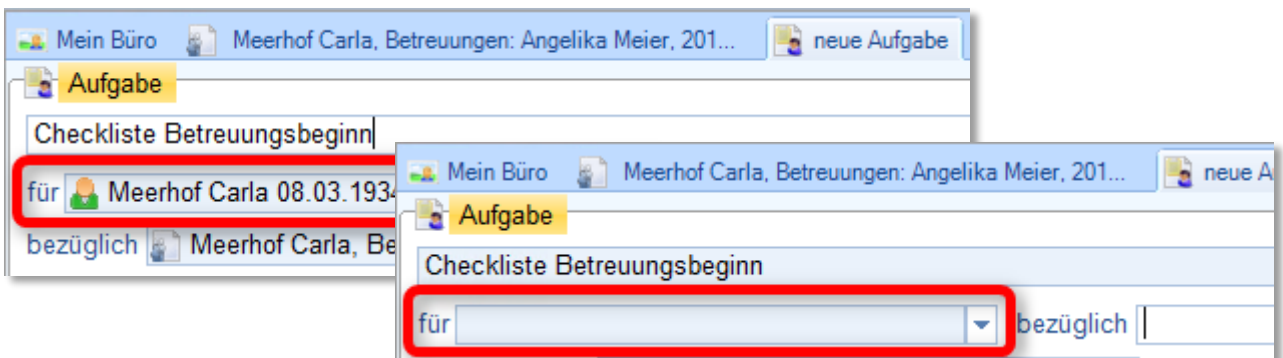 Mein Büro Meerhof Carla, Betreuungen: Angelika Meier, 201... neue Aufgabe
Aufgabe
Checkliste Betreuungsbeginn
für Meerhof Carla 08.03.1934
bezüglich Meerhof Carla, Be
Mein Büro Meerhof Carla, Betreuungen: Angelika Meier, 201... neue A
Aufgabe
Checkliste Betreuungsbeginn
für bezüglich